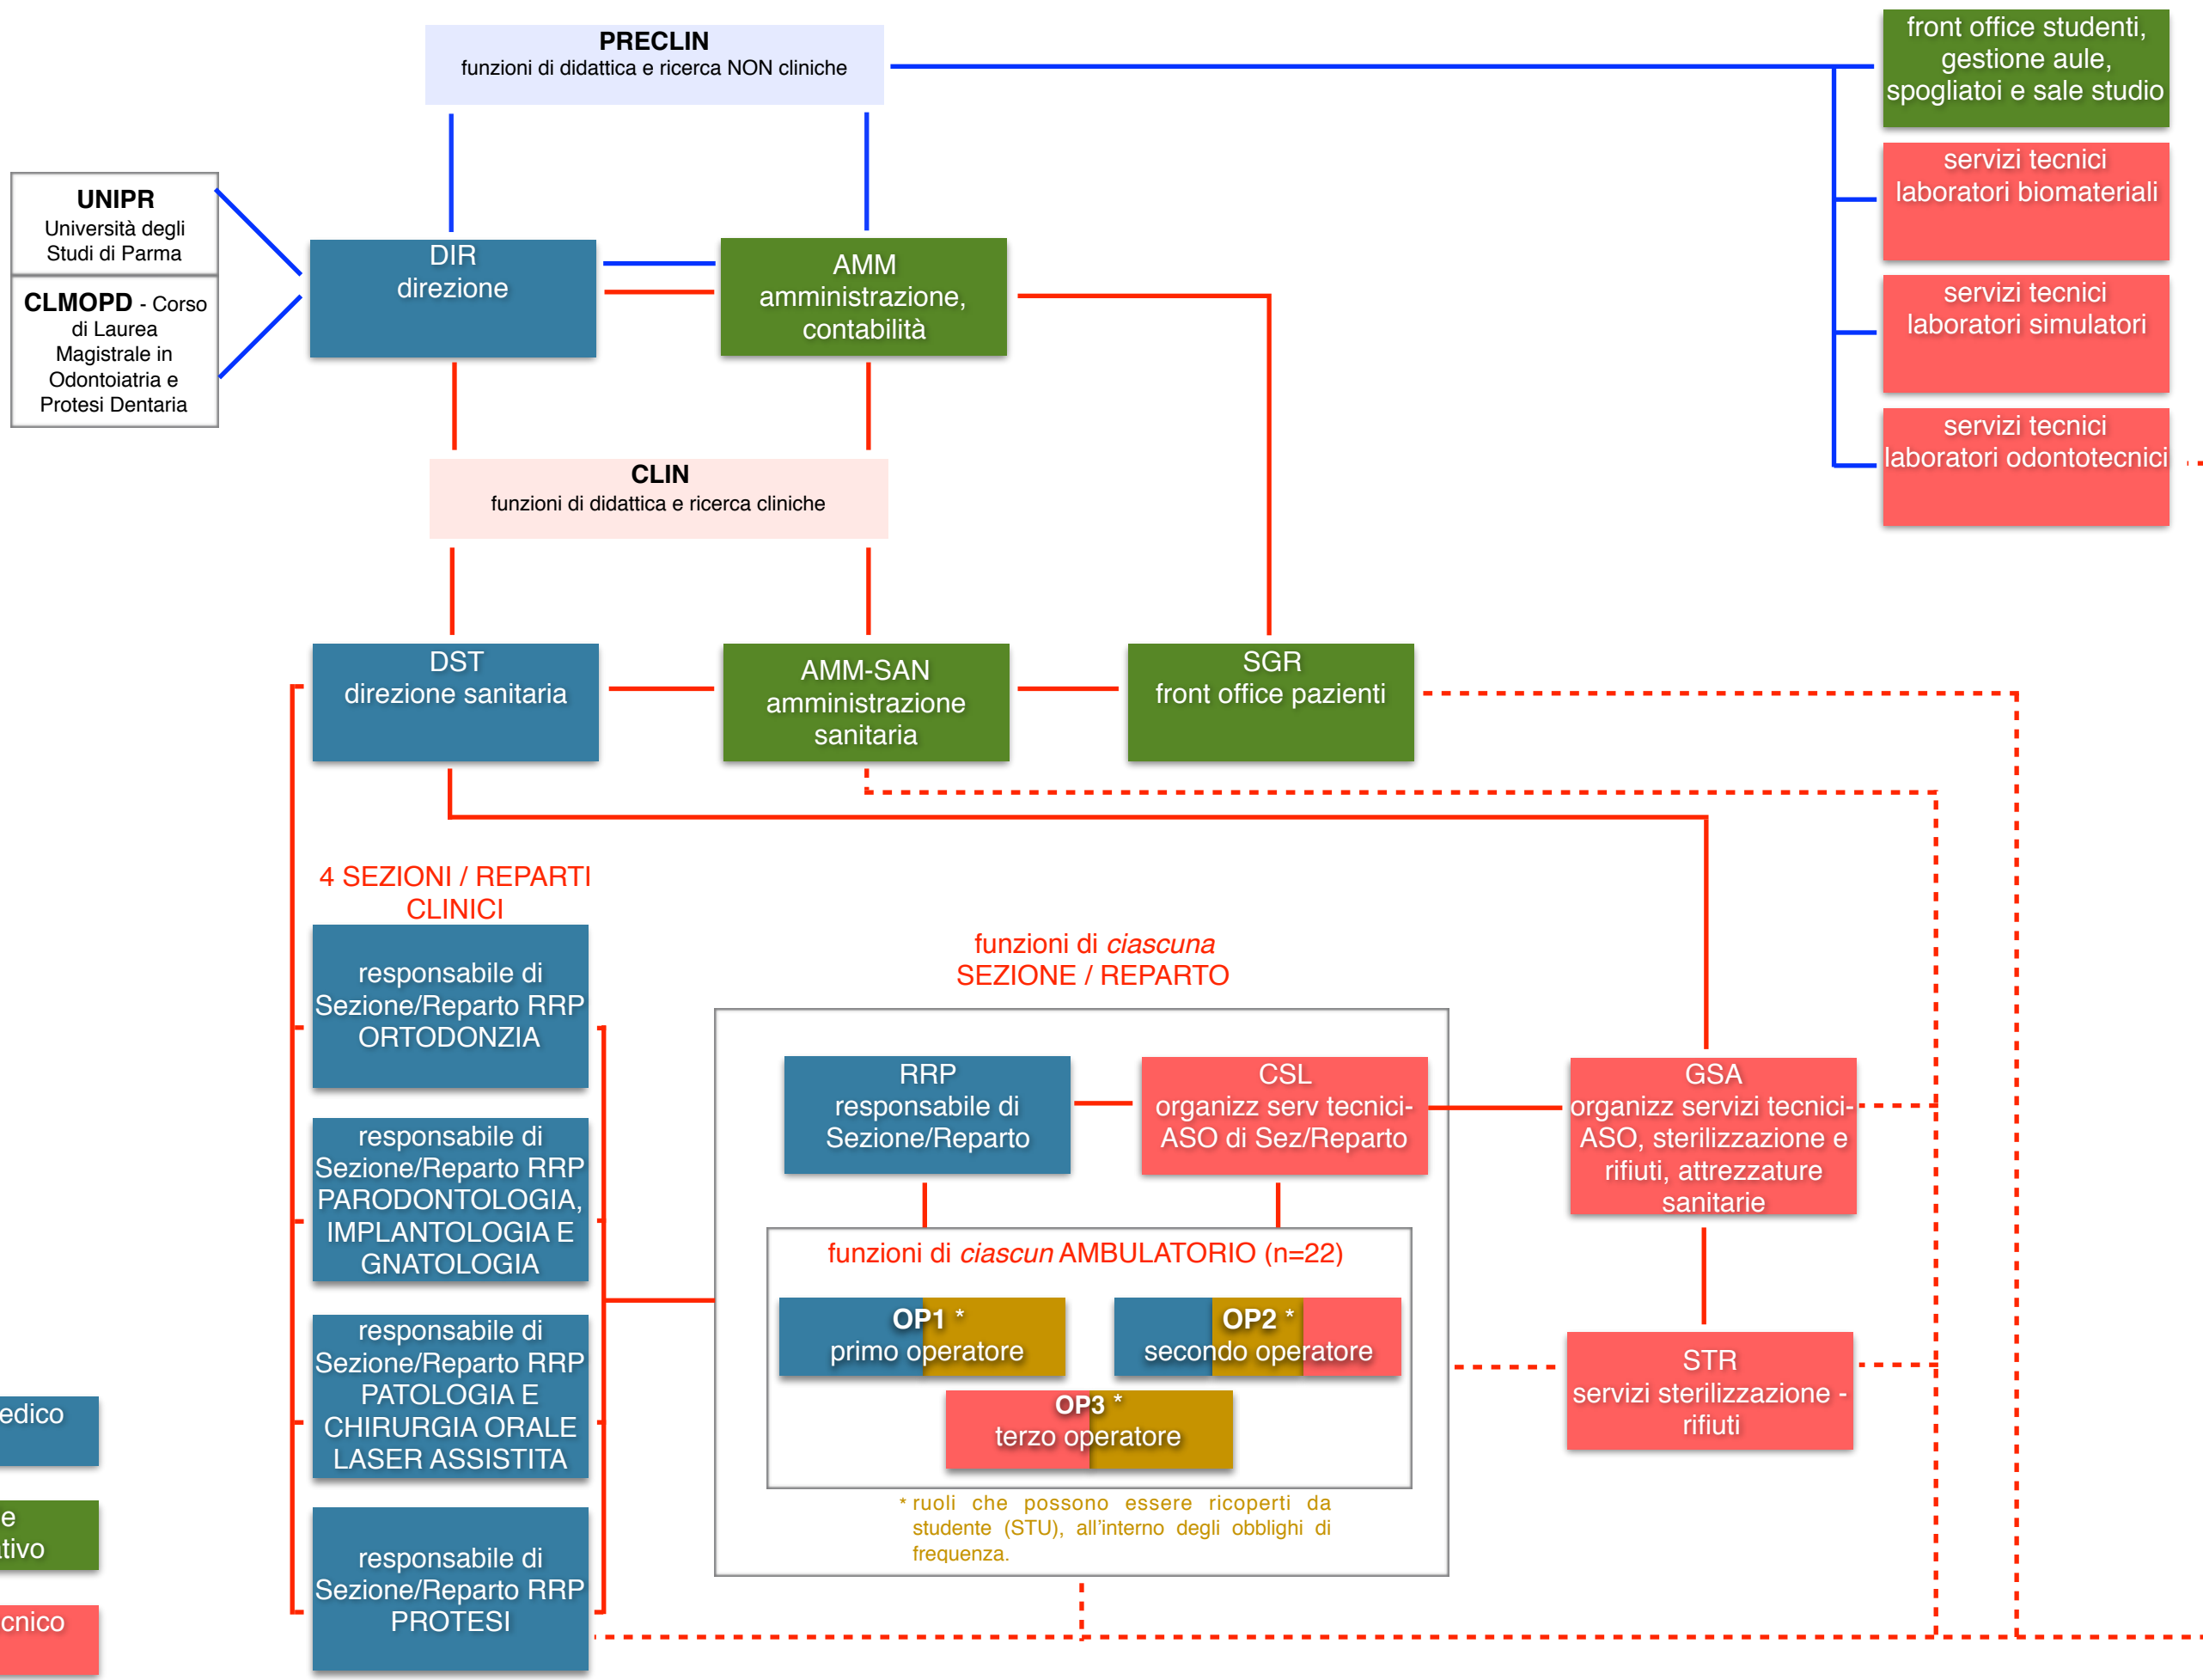 PRECLIN
funzioni di didattica e ricerca NON cliniche
front office studenti,
gestione aule,
spogliatoi e sale studio
servizi tecnici
laboratori biomateriali
servizi tecnici
laboratori simulatori
servizi tecnici
laboratori odontotecnici
UNIPR
Università degli
Studi di Parma
CLMOPD - Corso
di Laurea
Magistrale in
Odontoiatria e
Protesi Dentaria
DIR
direzione
AMM
amministrazione,
contabilità
CLIN
funzioni di didattica e ricerca cliniche
DST
direzione sanitaria
AMM-SAN
amministrazione
sanitaria
SGR
front office pazienti
4 SEZIONI / REPARTI
CLINICI
responsabile di
Sezione/Reparto RRP
ORTODONZIA
responsabile di
Sezione/Reparto RRP
PARODONTOLOGIA,
IMPLANTOLOGIA E
GNATOLOGIA
responsabile di
Sezione/Reparto RRP
PATOLOGIA E
CHIRURGIA ORALE
LASER ASSISTITA
responsabile di
Sezione/Reparto RRP
PROTESI
funzioni di ciascuna
SEZIONE / REPARTO
RRP
responsabile di
Sezione/Reparto
CSL
organizz serv tecnici-
ASO di Sez/Reparto
GSA
organizz servizi tecnici-
ASO, sterilizzazione e
rifiuti, attrezzature
sanitarie
funzioni di ciascun AMBULATORIO (n=22)
OP1 *
primo operatore
OP2 *
secondo operatore
OP3 *
terzo operatore
STR
servizi sterilizzazione -
rifiuti
* ruoli che possono essere ricoperti da
studente (STU), all'interno degli obblighi di
frequenza.
edico
e
ativo
cnico